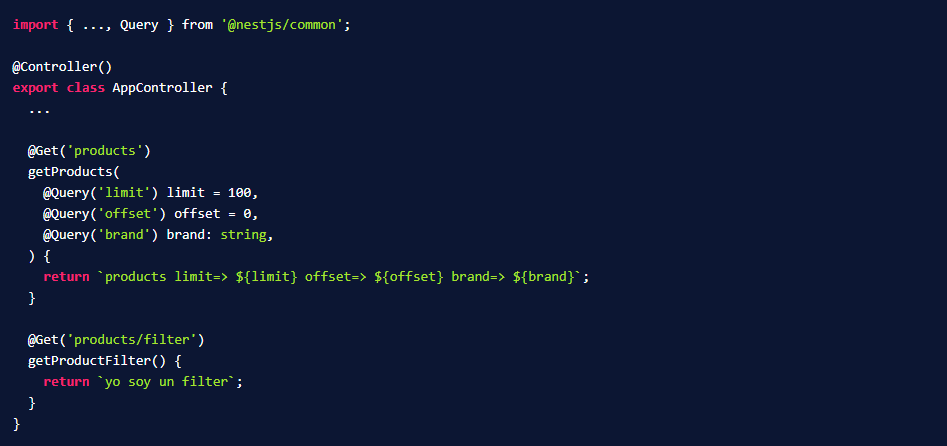 import { ..., Query } from '@nestjs/common';
@Controller()
export class AppController {
...
@Get('products')
getProducts(
@Query('limit') limit = 100,
@Query('offset') offset = 0,
@Query('brand') brand: string,
) {
return `products limit=> ${limit} offset=> ${offset} brand=> ${brand}`;
}
@Get('products/filter')
getProductFilter() {
return `yo soy un filter`;
}
}